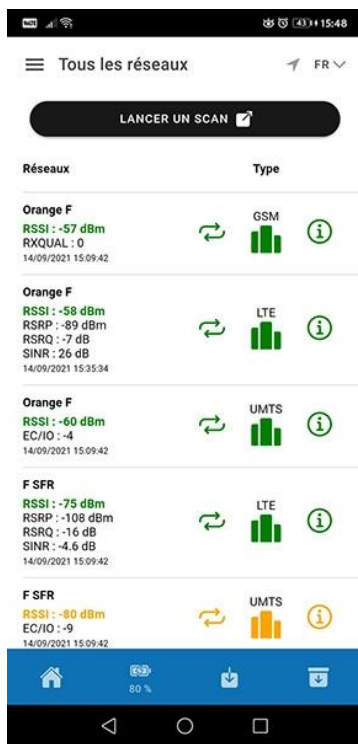 VoLTE
43 15:48
Tous les réseaux
FR
LANCER UN SCAN
Réseaux Type
Orange F
RSSI : -57 dBm
RXQUAL : 0
14/09/2021 15:09:42
GSM
Orange F
RSSI : -58 dBm
RSRP : -89 dBm
RSRQ : -7 dB
SINR : 26 dB
14/09/2021 15:35:34
LTE
Orange F
RSSI : -60 dBm
EC/IO : -4
14/09/2021 15:09:42
UMTS
F SFR
RSSI : -75 dBm
RSRP : -108 dBm
RSRQ : -16 dB
SINR : -4.6 dB
14/09/2021 15:09:42
LTE
F SFR
RSSI : -80 dBm
EC/IO : -9
14/09/2021 15:09:42
UMTS
80 %